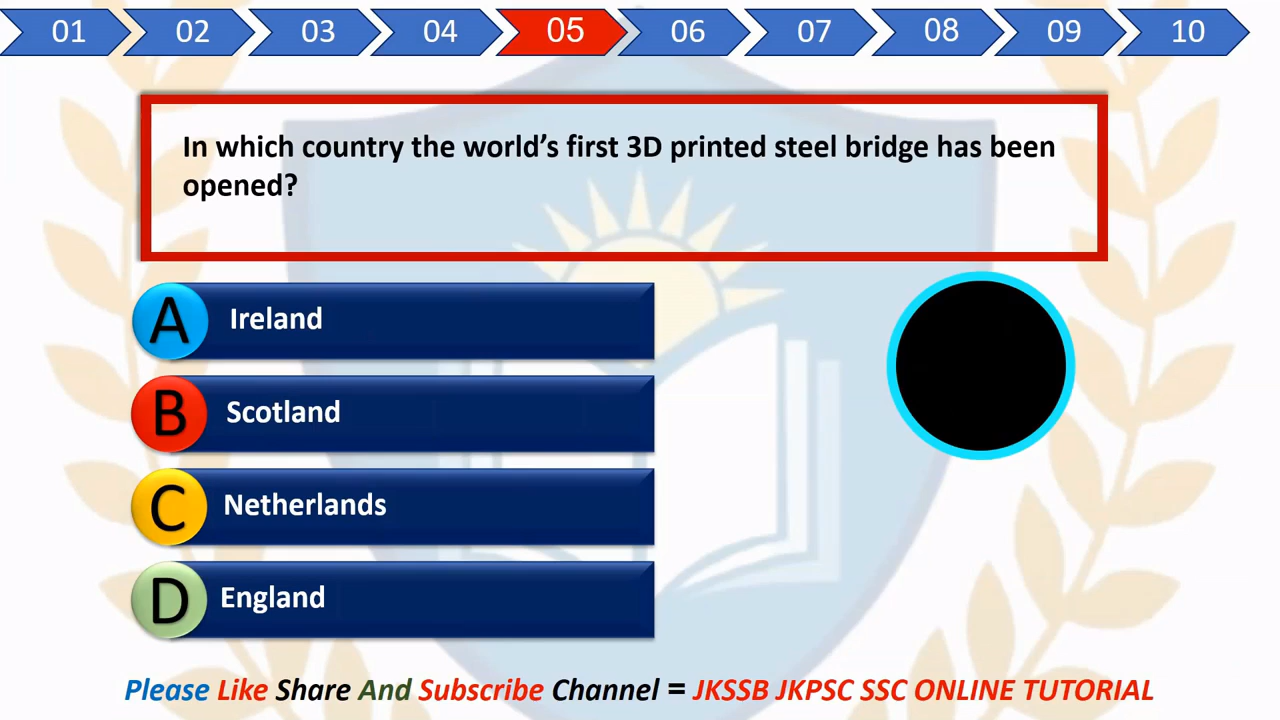 01 02 03 04 05 06 07 08 09 10
In which country the world’s first 3D printed steel bridge has been
opened?
A Ireland
B Scotland
C Netherlands
D England
Please Like Share And Subscribe Channel = JKSSB JKPSC SSC ONLINE TUTORIAL